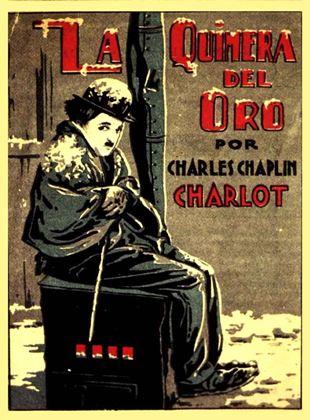 LA QUIMERA
DEL
ORO
POR
CHARLES CHAPLIN
CHARLOT